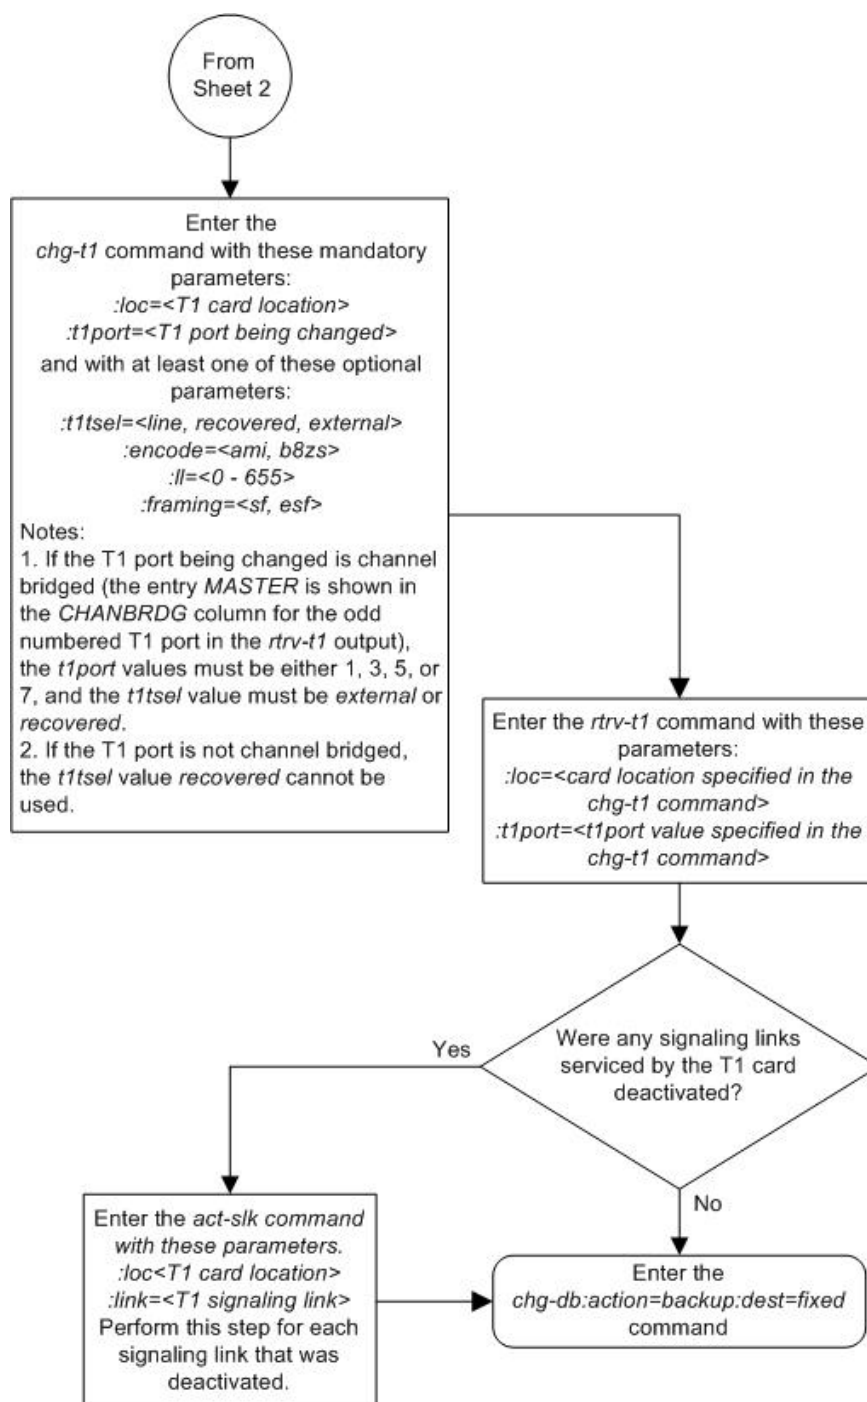 From
Sheet 2
Enter the
chg-t1 command with these mandatory
parameters:
:loc=<T1 card location>
:t1port=<T1 port being changed>
and with at least one of these optional
parameters:
:t1tsel=<line, recovered, external>
:encode=<ami, b8zs>
:ll=<0 - 655>
:framing=<sf, esf>
Notes:
1. If the T1 port being changed is channel
bridged (the entry MASTER is shown in
the CHANBRDG column for the odd
numbered T1 port in the rtrv-t1 output),
the t1port values must be either 1, 3, 5, or
7, and the t1tsel value must be external or
recovered.
2. If the T1 port is not channel bridged,
the t1tsel value recovered cannot be
used.
Enter the rtrv-t1 command with these
parameters:
:loc=<card location specified in the
chg-t1 command>
:t1port=<t1port value specified in the
chg-t1 command>
Were any signaling links
serviced by the T1 card
deactivated?
Yes
No
Enter the act-slk command
with these parameters.
:loc<T1 card location>
:link=<T1 signaling link>
Perform this step for each
signaling link that was
deactivated.
Enter the
chg-db:action=backup:dest=fixed
command